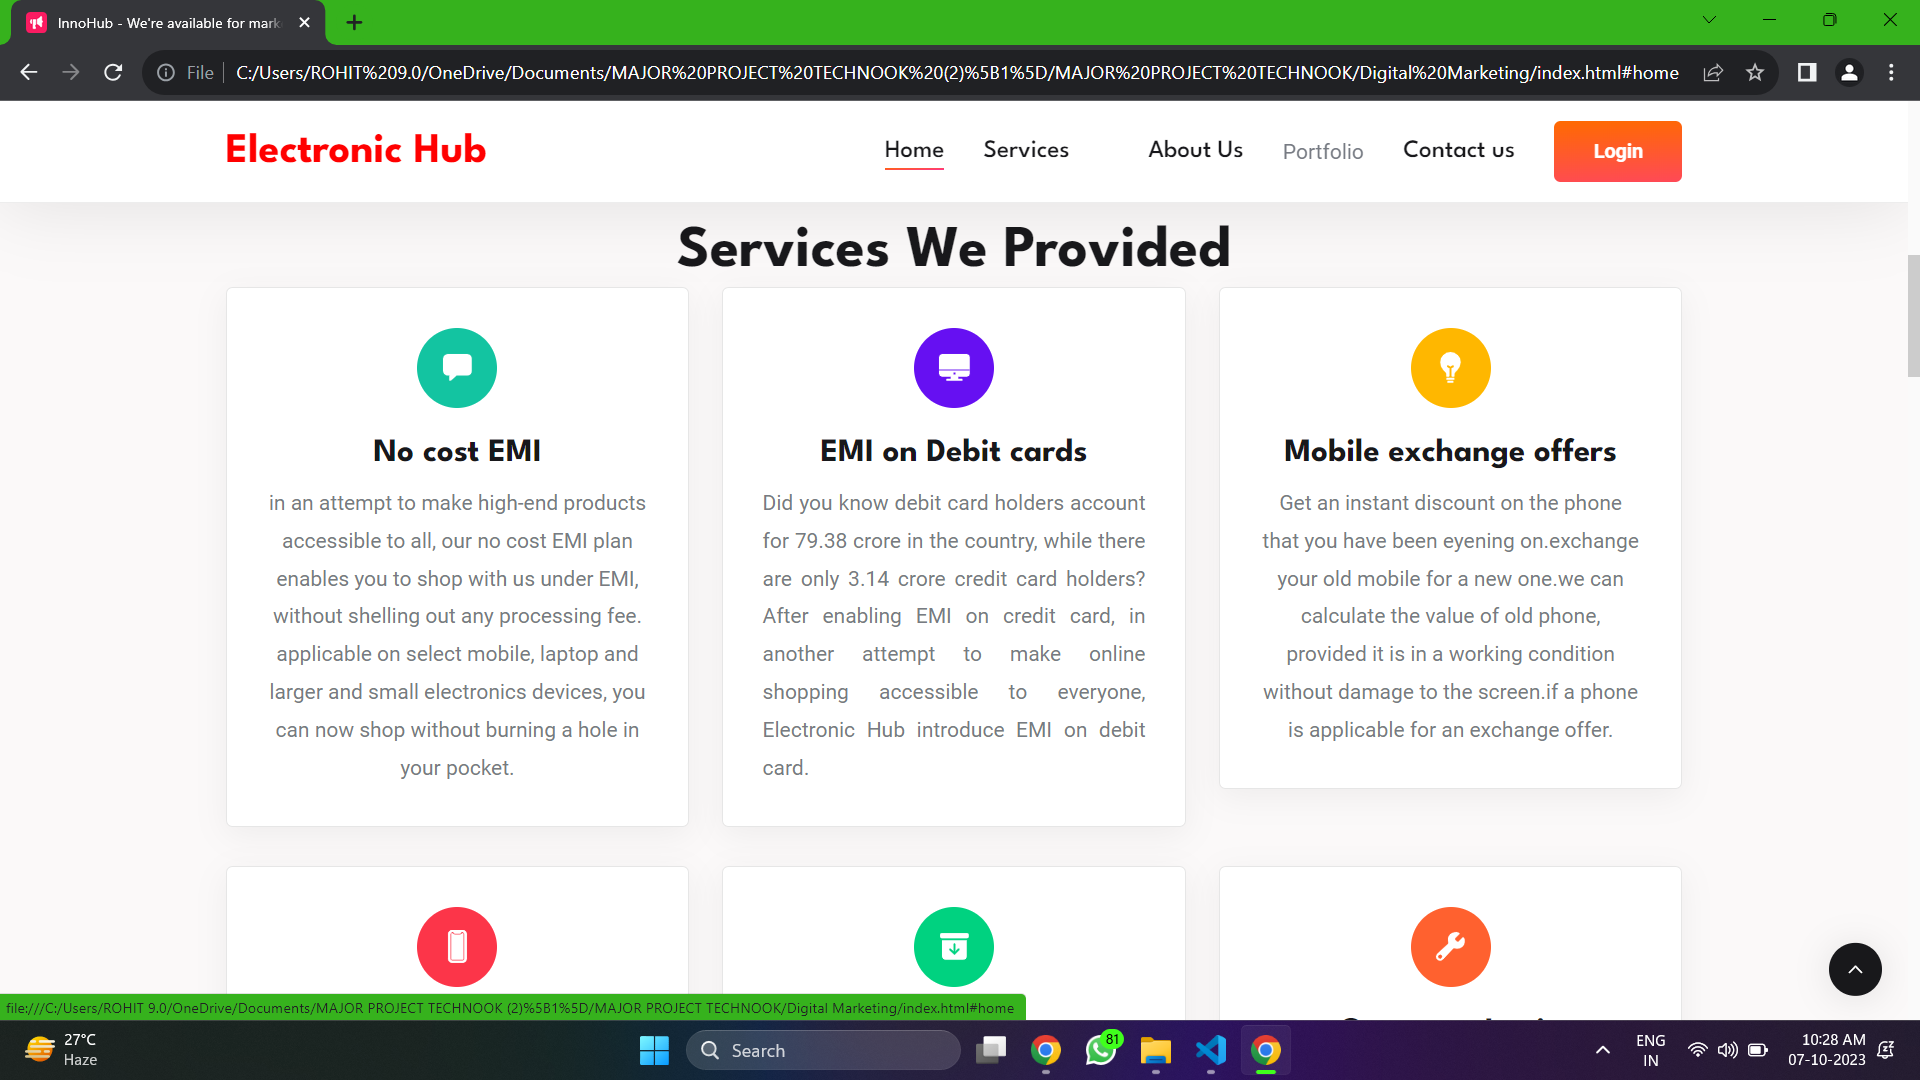 InnoHub - We're available for mark
File
C:/Users/ROHIT%209.0/OneDrive/Documents/MAJOR%20PROJECT%20TECHNOOK%20(2)%5B1%5D/MAJOR%20PROJECT%20TECHNOOK/Digital%20Marketing/index.html#home
Electronic Hub
Home
Services
About Us
Portfolio
Contact us
Login
Services We Provided
No cost EMI
in an attempt to make high-end products
accessible to all, our no cost EMI plan
enables you to shop with us under EMI,
without shelling out any processing fee.
applicable on select mobile, laptop and
larger and small electronics devices, you
can now shop without burning a hole in
your pocket.
EMI on Debit cards
Did you know debit card holders account
for 79.38 crore in the country, while there
are only 3.14 crore credit card holders?
After enabling EMI on credit card, in
another attempt to make online
shopping accessible to everyone,
Electronic Hub introduce EMI on debit
card.
Mobile exchange offers
Get an instant discount on the phone
that you have been eyening on.exchange
your old mobile for a new one.we can
calculate the value of old phone,
provided it is in a working condition
without damage to the screen.if a phone
is applicable for an exchange offer.
file:///C:/Users/ROHIT 9.0/OneDrive/Documents/MAJOR PROJECT TECHNOOK (2)%5B1%5D/MAJOR PROJECT TECHNOOK/Digital Marketing/index.html#home
27°C
Haze
Search
81
ENG
IN
10:28 AM
07-10-2023